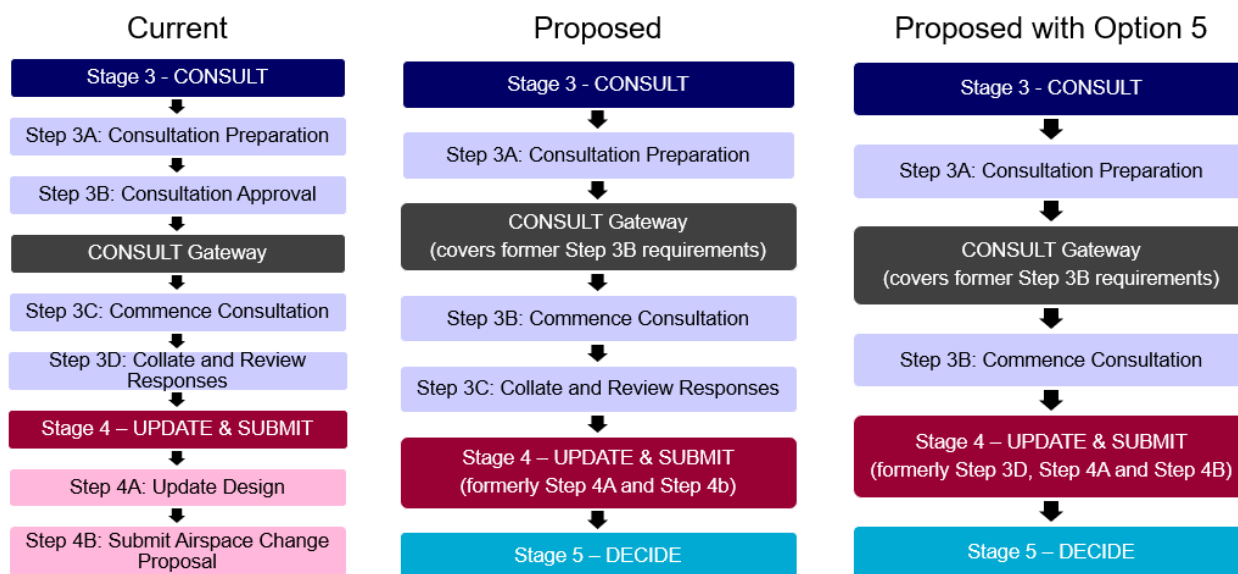 Current
Stage 3 - CONSULT
Step 3A: Consultation Preparation
Step 3B: Consultation Approval
CONSULT Gateway
Step 3C: Commence Consultation
Step 3D: Collate and Review
Responses
Stage 4 – UPDATE & SUBMIT
Step 4A: Update Design
Step 4B: Submit Airspace Change
Proposal
Proposed
Stage 3 - CONSULT
Step 3A: Consultation Preparation
CONSULT Gateway
(covers former Step 3B requirements)
Step 3B: Commence Consultation
Step 3C: Collate and Review Responses
Stage 4 – UPDATE & SUBMIT
(formerly Step 4A and Step 4b)
Stage 5 – DECIDE
Proposed with Option 5
Stage 3 - CONSULT
Step 3A: Consultation Preparation
CONSULT Gateway
(covers former Step 3B requirements)
Step 3B: Commence Consultation
Stage 4 – UPDATE & SUBMIT
(formerly Step 3D, Step 4A and Step 4B)
Stage 5 – DECIDE